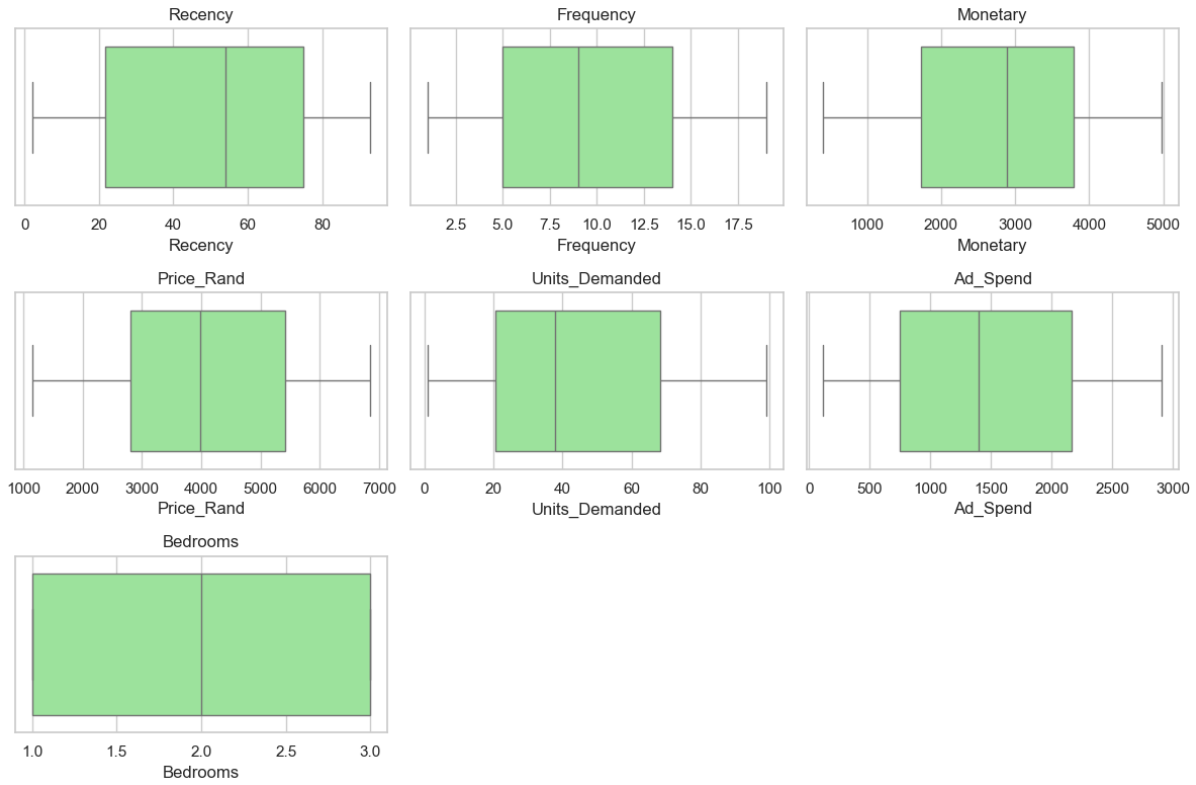 Recency Frequency Monetary
0 20 40 60 80 2.5 5.0 7.5 10.0 12.5 15.0 17.5 1000 2000 3000 4000 5000
Recency Frequency Monetary
Price_Rand Units_Demanded Ad_Spend
1000 2000 3000 4000 5000 6000 7000 0 20 40 60 80 100 0 500 1000 1500 2000 2500 3000
Price_Rand Units_Demanded Ad_Spend
Bedrooms
1.0 1.5 2.0 2.5 3.0
Bedrooms